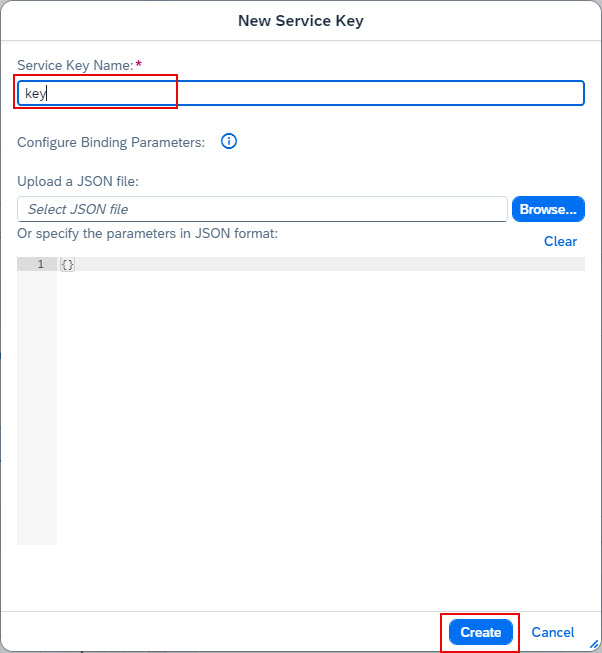 New Service Key
Service Key Name:*
key
Configure Binding Parameters:
Upload a JSON file:
Select JSON file
Browse...
Or specify the parameters in JSON format:
Clear
1 {}
Create
Cancel